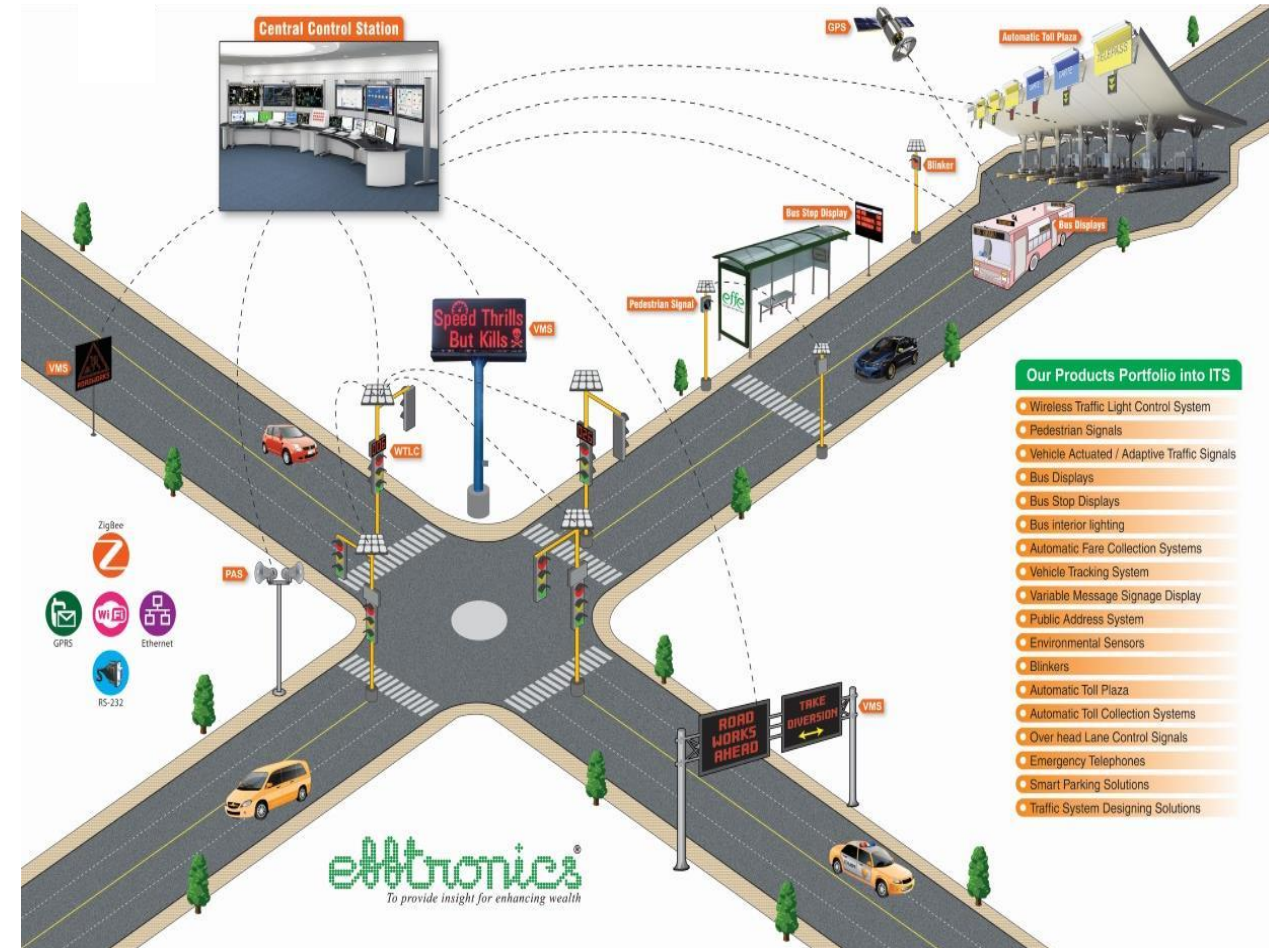 Central Control Station
GPS
Automatic Toll Plaza
TELEPASS
Blinker
Bus Stop Display
Bus Displays
Pedestrian Signal
effe
Speed Thrills
But Kills
VMS
VMS
ROADWORKS
WTLC
PAS
ZigBee
Z
GPRS
WiFi
Ethernet
RS-232
ROAD
WORKS
AHEAD
TAKE
DIVERSION
VMS
efftronics®
To provide insight for enhancing wealth
Our Products Portfolio into ITS
Wireless Traffic Light Control System
Pedestrian Signals
Vehicle Actuated / Adaptive Traffic Signals
Bus Displays
Bus Stop Displays
Bus interior lighting
Automatic Fare Collection Systems
Vehicle Tracking System
Variable Message Signage Display
Public Address System
Environmental Sensors
Blinkers
Automatic Toll Plaza
Automatic Toll Collection Systems
Over head Lane Control Signals
Emergency Telephones
Smart Parking Solutions
Traffic System Designing Solutions